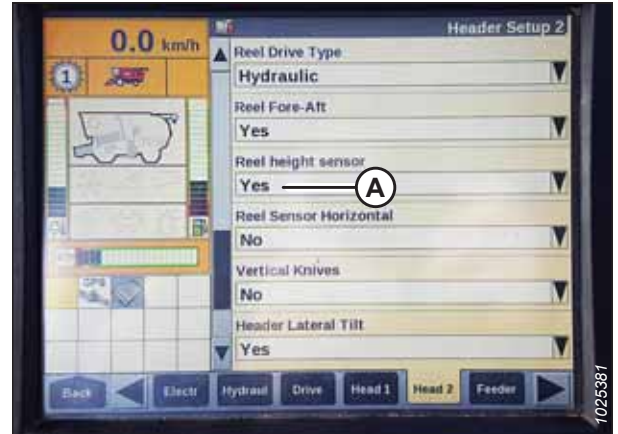 Header Setup 2
0.0 km/h
1
Reel Drive Type
Hydraulic
Reel Fore-Aft
Yes
Reel height sensor
Yes
A
Reel Sensor Horizontal
No
Vertical Knives
No
Header Lateral Tilt
Yes
Back
Electr
Hydraul
Drive
Head 1
Head 2
Feeder
1025381